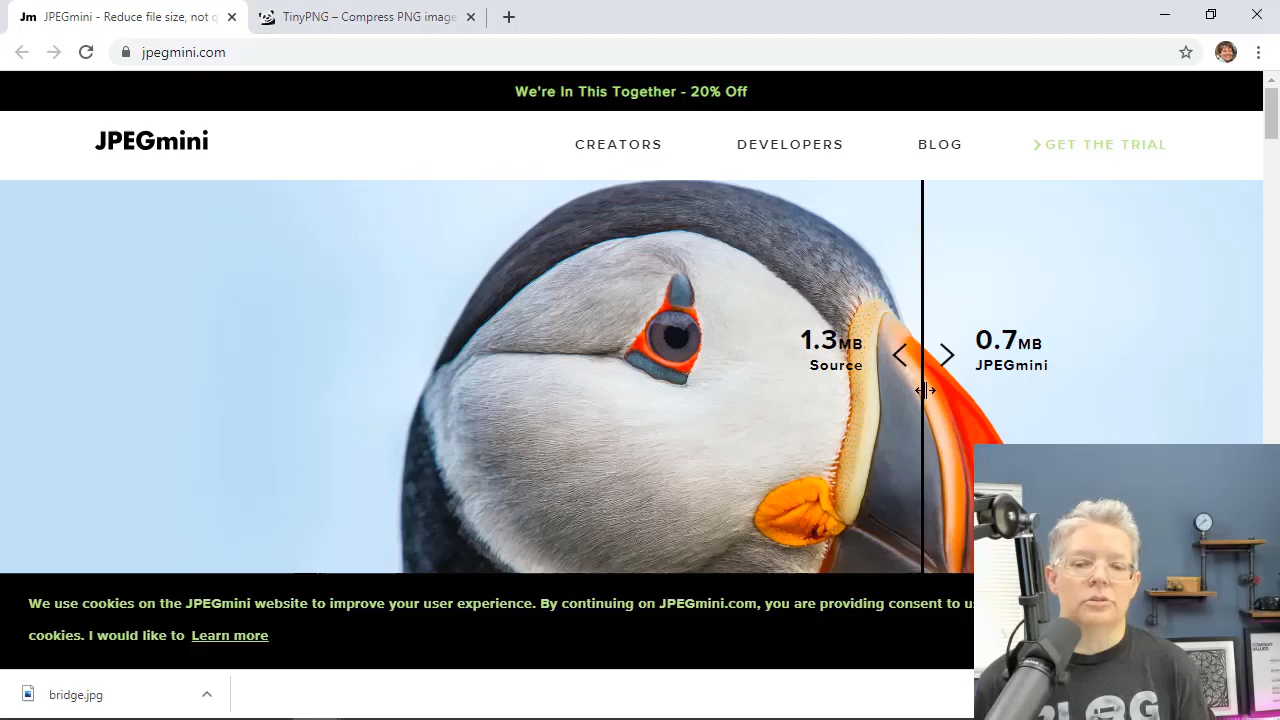 Jm JPEGmini - Reduce file size, not q
TinyPNG – Compress PNG image
jpegmini.com
We're In This Together - 20% Off
JPEGmini
CREATORS
DEVELOPERS
BLOG
GET THE TRIAL
1.3MB
Source
0.7MB
JPEGmini
We use cookies on the JPEGmini website to improve your user experience. By continuing on JPEGmini.com, you are providing consent to
cookies. I would like to Learn more
bridge.jpg
COMPANY
VALUES